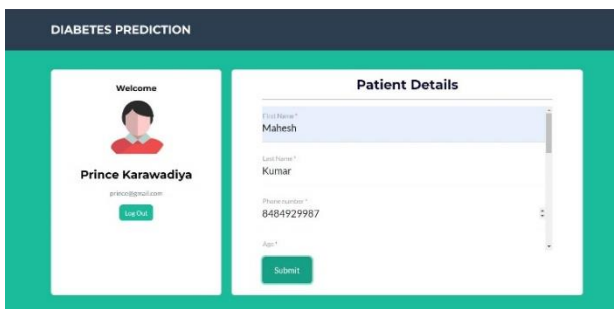 DIABETES PREDICTION
Welcome
Prince Karawadiya
Log Out
Patient Details
First Name*
Mahesh
Last Name*
Kumar
Phone number*
8484929987
Age*
Submit